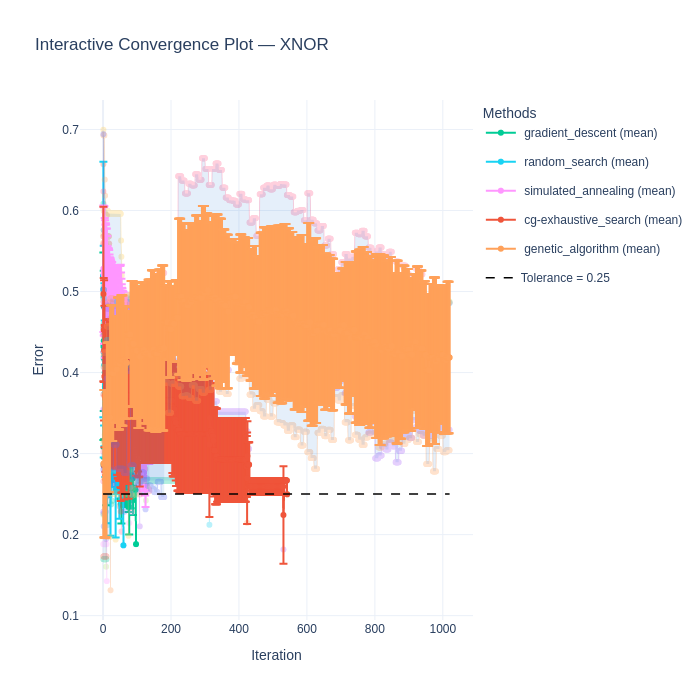 Interactive Convergence Plot — XNOR
Methods
gradient_descent (mean)
random_search (mean)
simulated_annealing (mean)
cg-exhaustive_search (mean)
genetic_algorithm (mean)
Tolerance = 0.25
Error
0.7
0.6
0.5
0.4
0.3
0.2
0.1
0 200 400 600 800 1000
Iteration